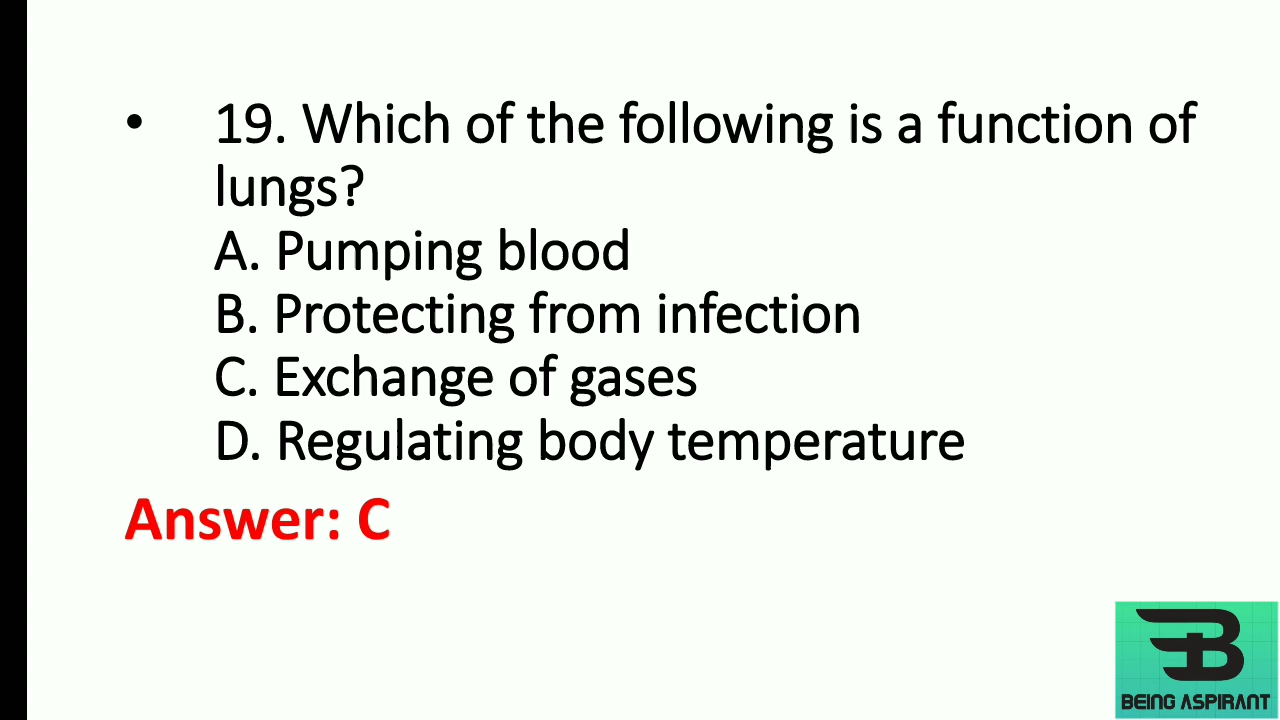 • 19. Which of the following is a function of
lungs?
A. Pumping blood
B. Protecting from infection
C. Exchange of gases
D. Regulating body temperature
Answer: C
BEING ASPIRANT